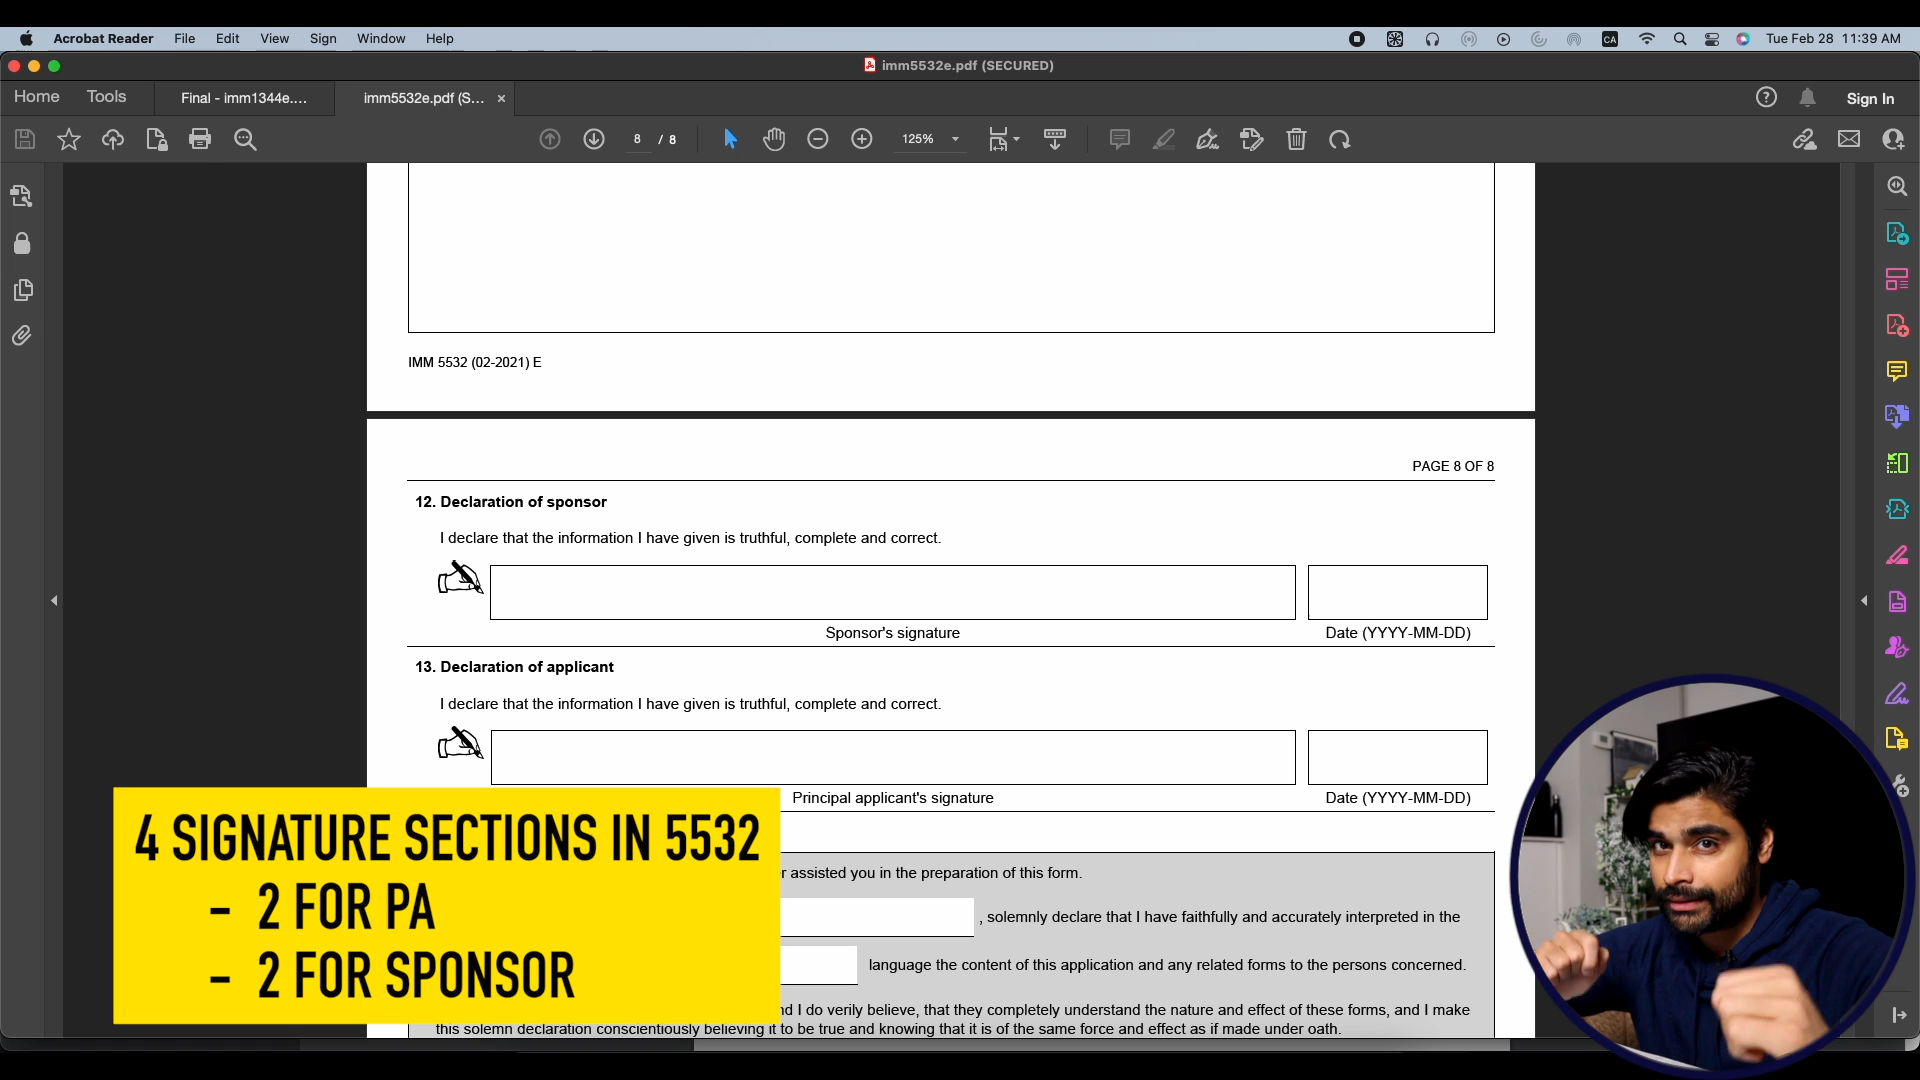 Acrobat Reader File Edit View Sign Window Help
CA
Tue Feb 28 11:39 AM
imm5532e.pdf (SECURED)
Home Tools
Final - imm1344e....
imm5532e.pdf (S... ×
Sign In
8 / 8
125%
IMM 5532 (02-2021) E
PAGE 8 OF 8
12. Declaration of sponsor
I declare that the information I have given is truthful, complete and correct.
Sponsor's signature
Date (YYYY-MM-DD)
13. Declaration of applicant
I declare that the information I have given is truthful, complete and correct.
Principal applicant's signature
Date (YYYY-MM-DD)
4 SIGNATURE SECTIONS IN 5532
- 2 FOR PA
- 2 FOR SPONSOR
assisted you in the preparation of this form.
, solemnly declare that I have faithfully and accurately interpreted in the
language the content of this application and any related forms to the persons concerned.
I do verily believe, that they completely understand the nature and effect of these forms, and I make
this solemn declaration conscientiously believing it to be true and knowing that it is of the same force and effect as if made under oath.